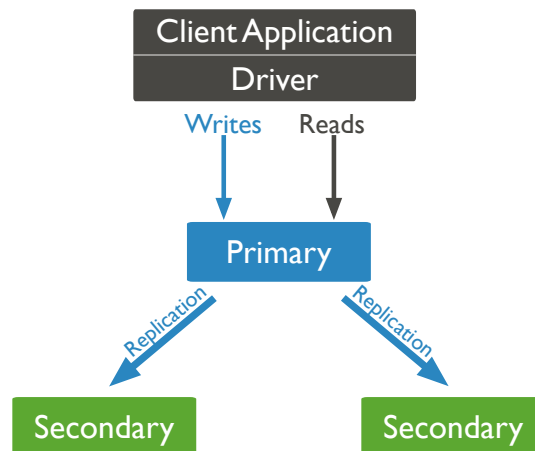 Client Application
Driver
Writes Reads
Primary
Replication Replication
Secondary Secondary